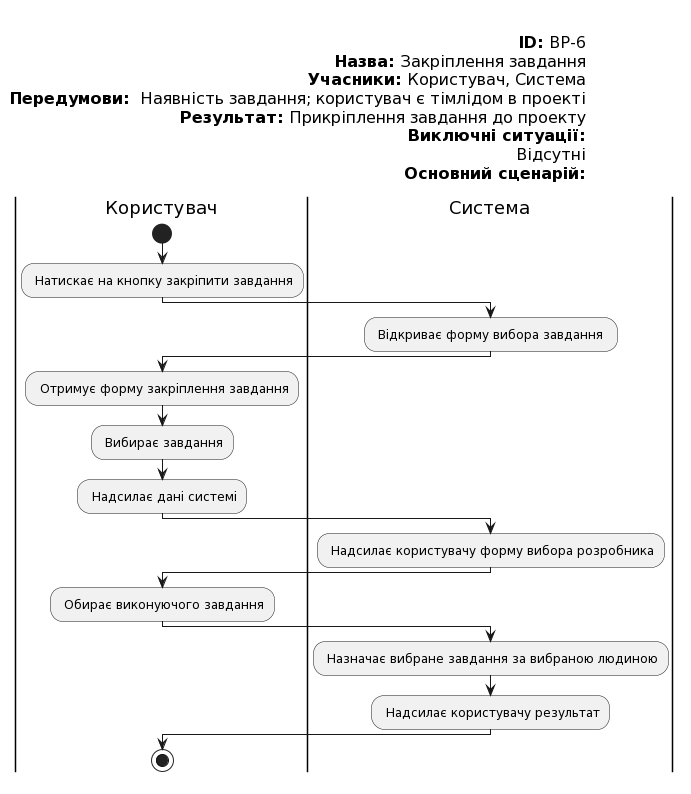 ID: BP-6
Назва: Закріплення завдання
Учасники: Користувач, Система
Передумови: Наявність завдання; користувач є тімлідом в проекті
Результат: Прикріплення завдання до проекту
Виключні ситуації:
Відсутні
Основний сценарій:
Користувач
Система
Натискає на кнопку закріпити завдання
Відкриває форму вибора завдання
Отримує форму закріплення завдання
Вибирає завдання
Надсилає дані системі
Надсилає користувачу форму вибора розробника
Обирає виконуючого завдання
Назначає вибране завдання за вибраною людиною
Надсилає користувачу результат